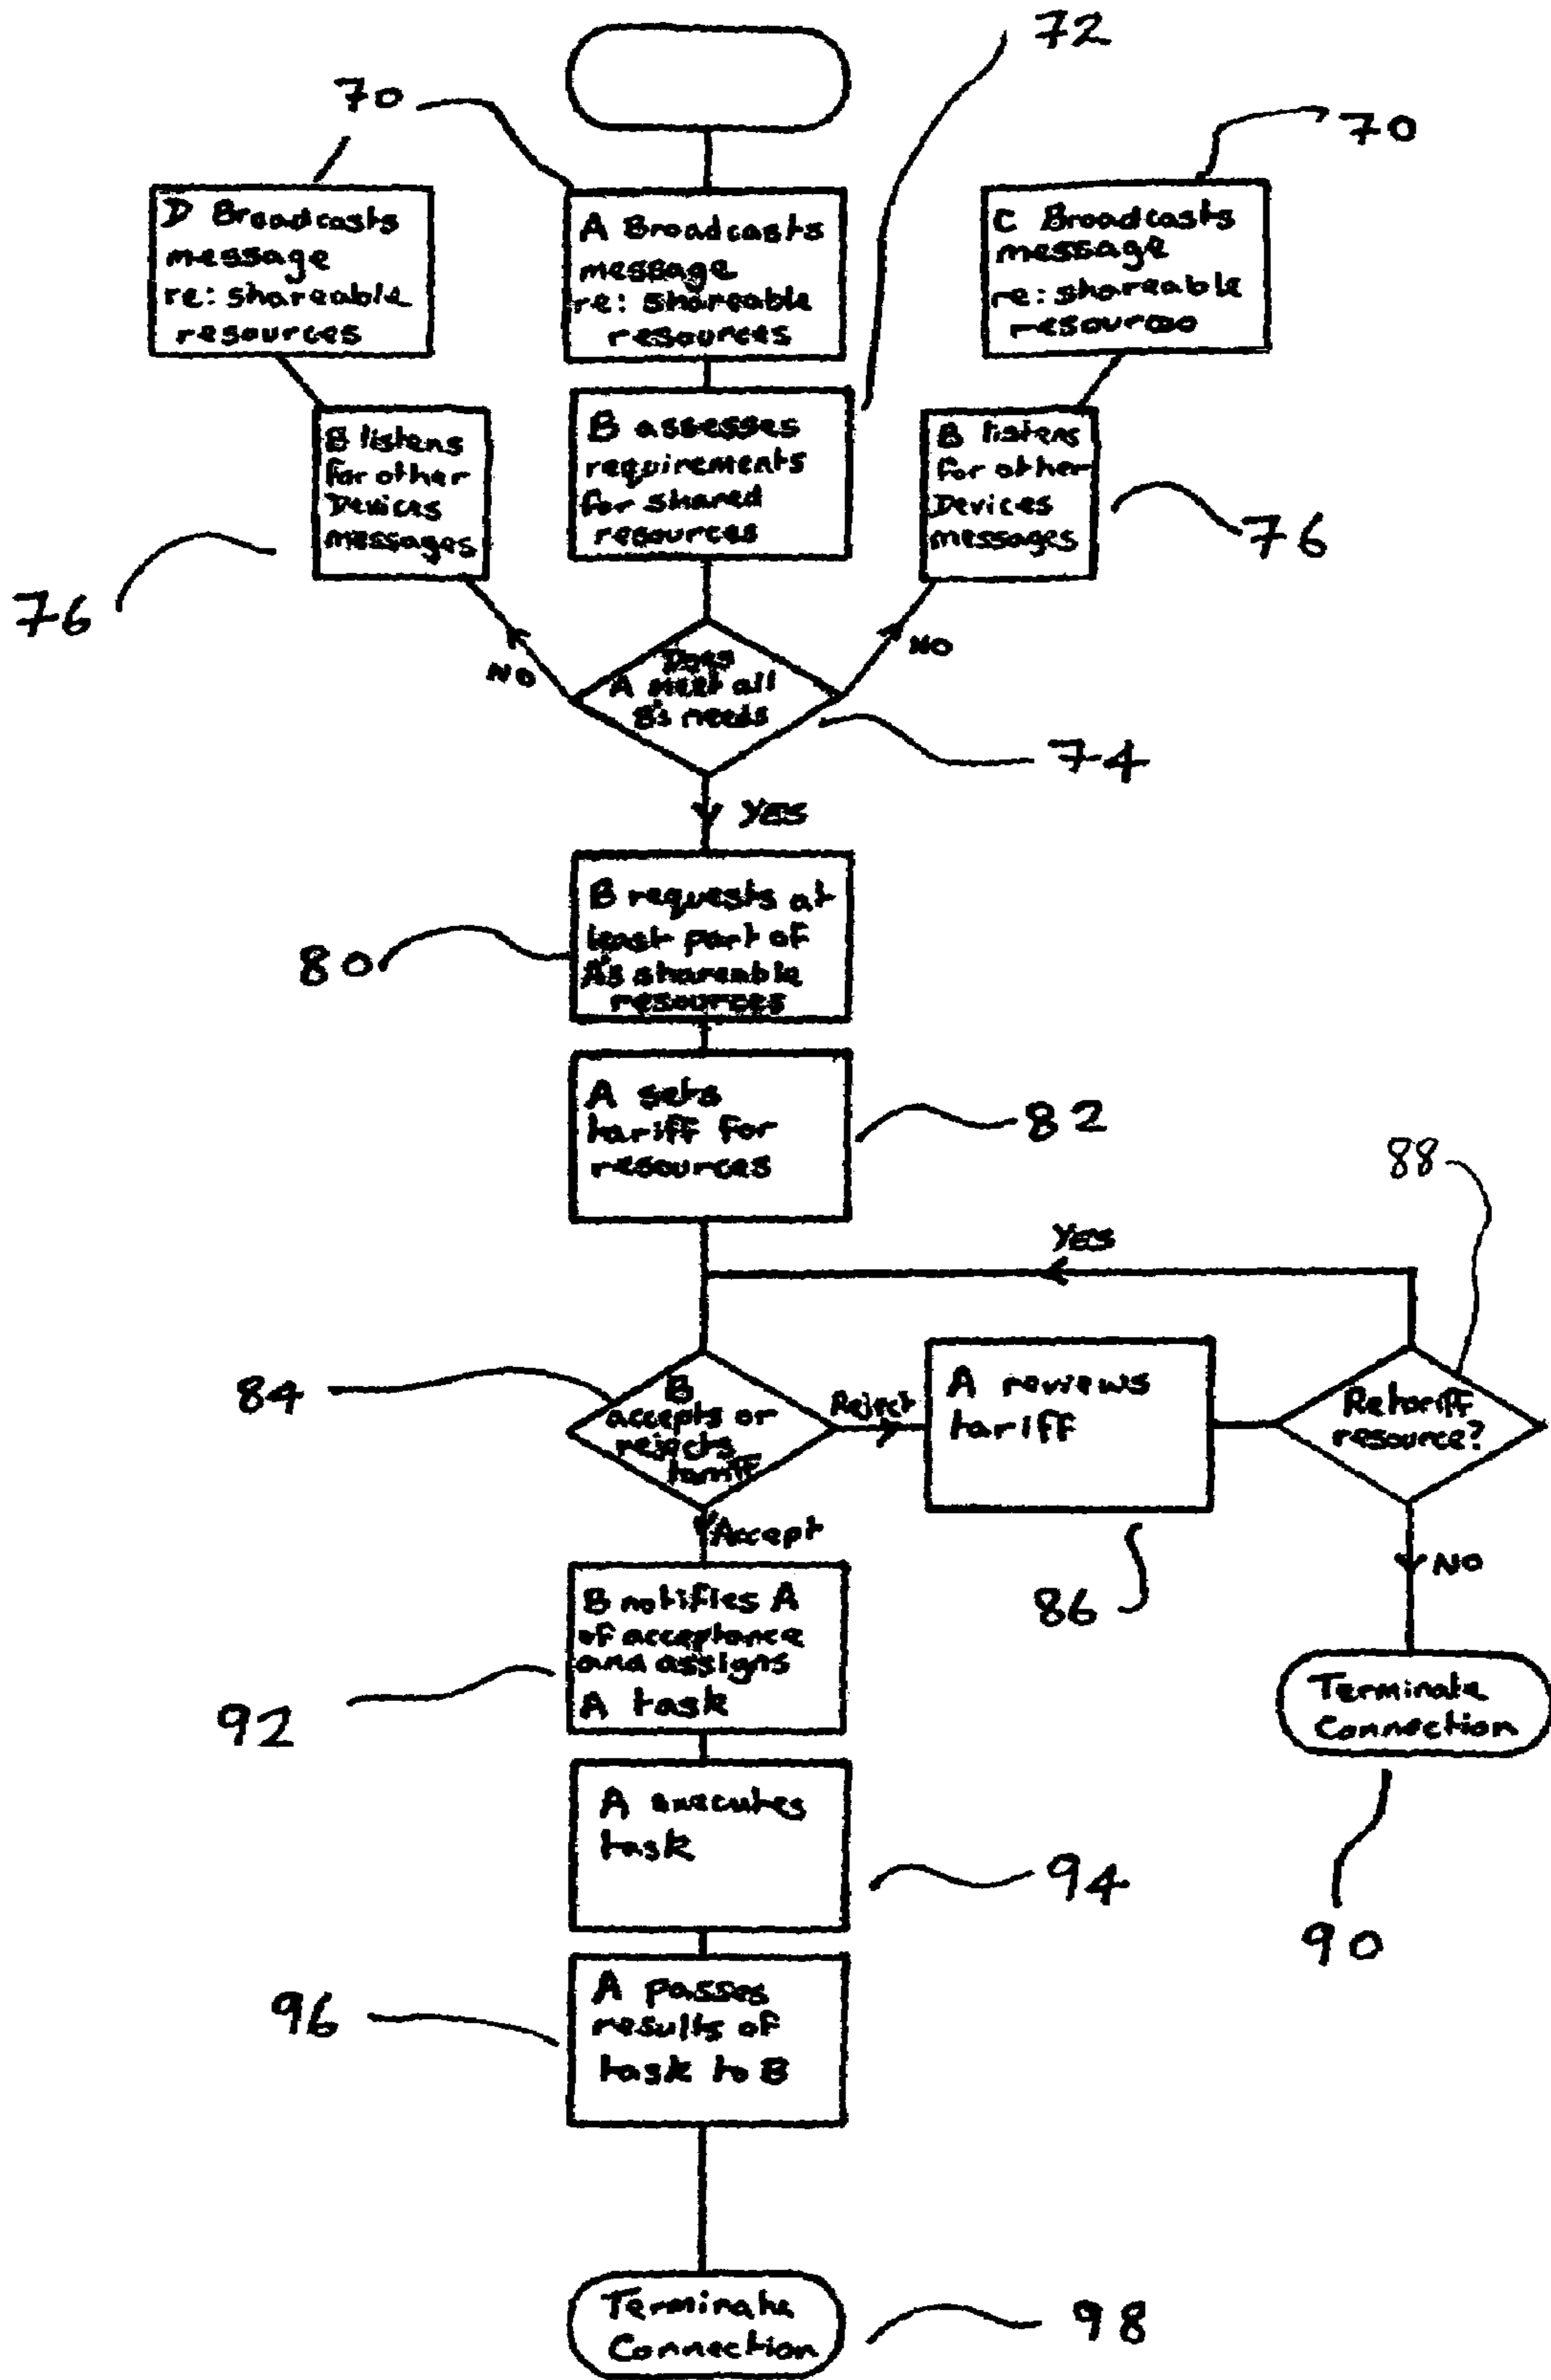 72
70
70
D Broadcasts
message
re: shareable
resources
A Broadcasts
message
re: shareable
resources
C Broadcasts
message
re: shareable
B listens
for other
Devices
messages
B assesses
requirements
for shared
resources
B listens
for other
Devices
messages
76
76
NO
NO
Does
A meet all
B's needs
74
YES
B requests at
least part of
A's shareable
resources
80
A sets
tariff for
resources
82
88
YES
84
B
accepts or
rejects
tariff
Reject
A reviews
tariff
Retariff
resource?
Accept
NO
86
B notifies A
of acceptance
and assigns
A task
92
Terminate
Connection
A executes
task
94
90
A passes
results of
task to B
96
Terminate
Connection
98